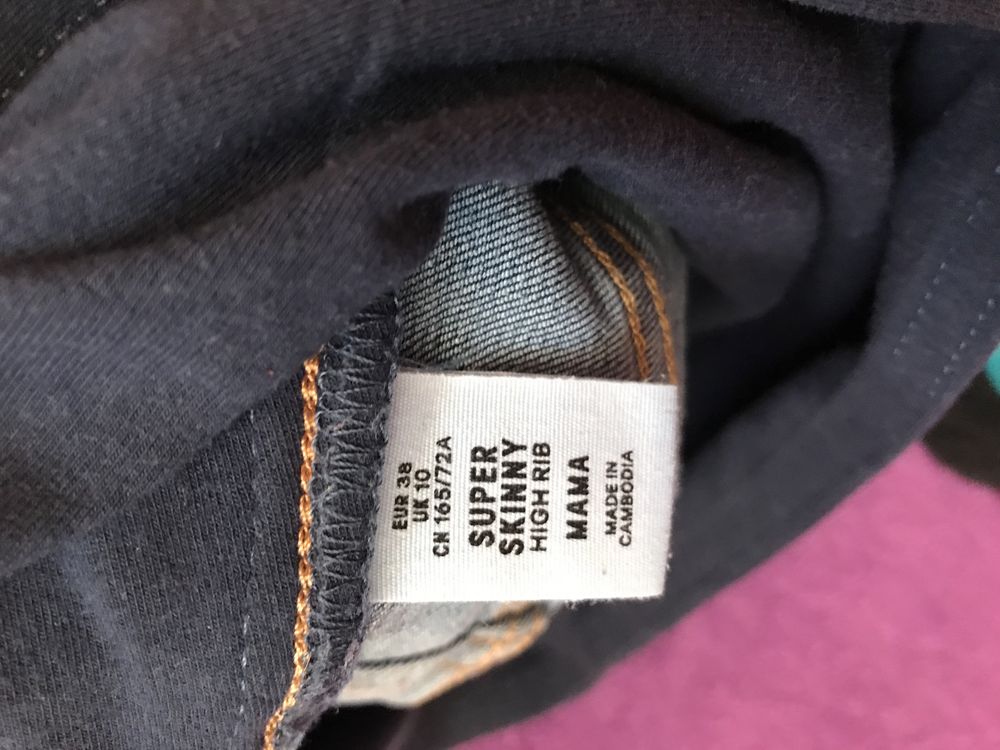 EUR 38
UK 10
CN 165/72A
SUPER
SKINNY
HIGH RIB
MAMA
MADE IN
CAMBODIA